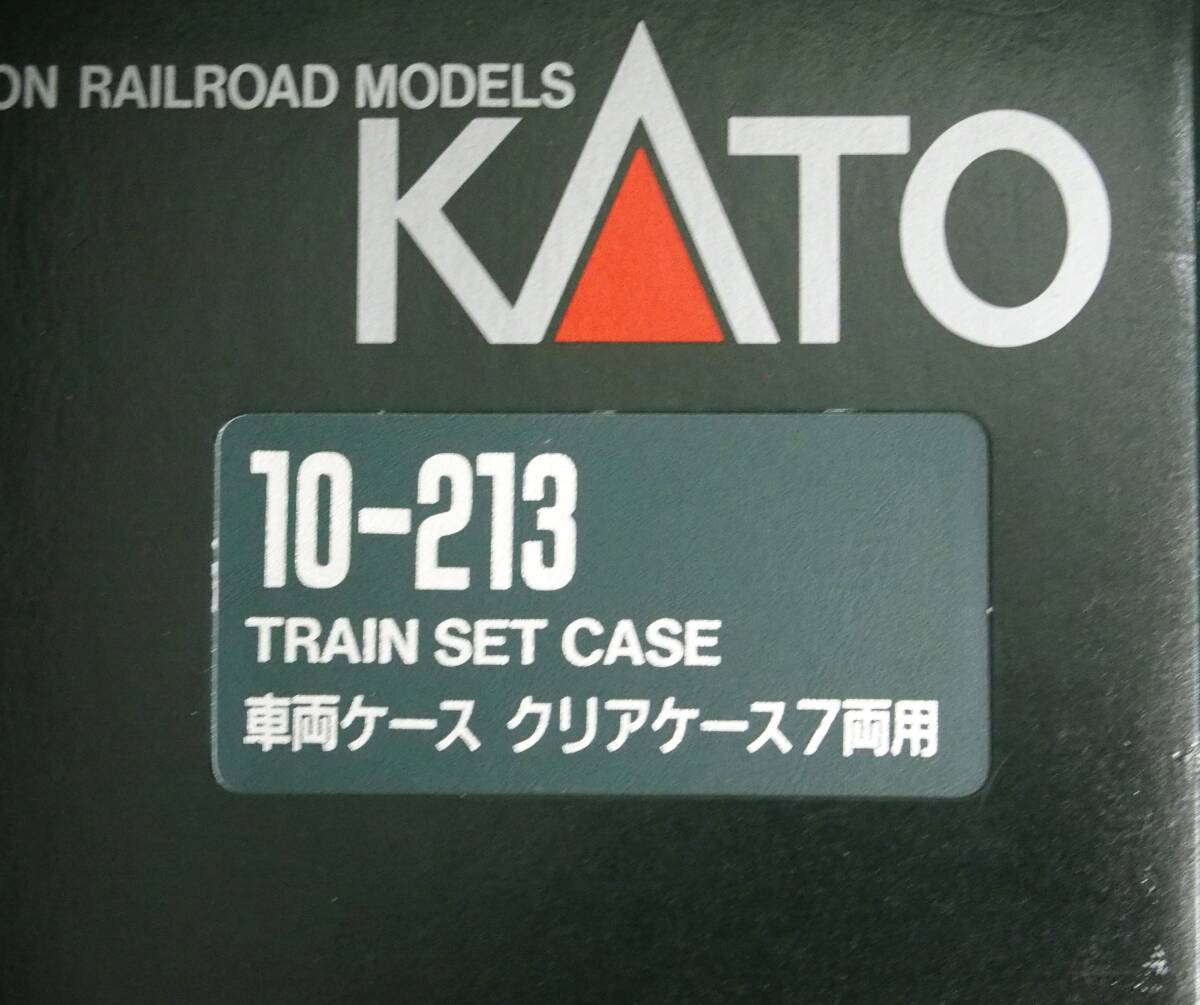 ON RAILROAD MODELS
KATO
10-213
TRAIN SET CASE
車両ケース クリアケース7両用